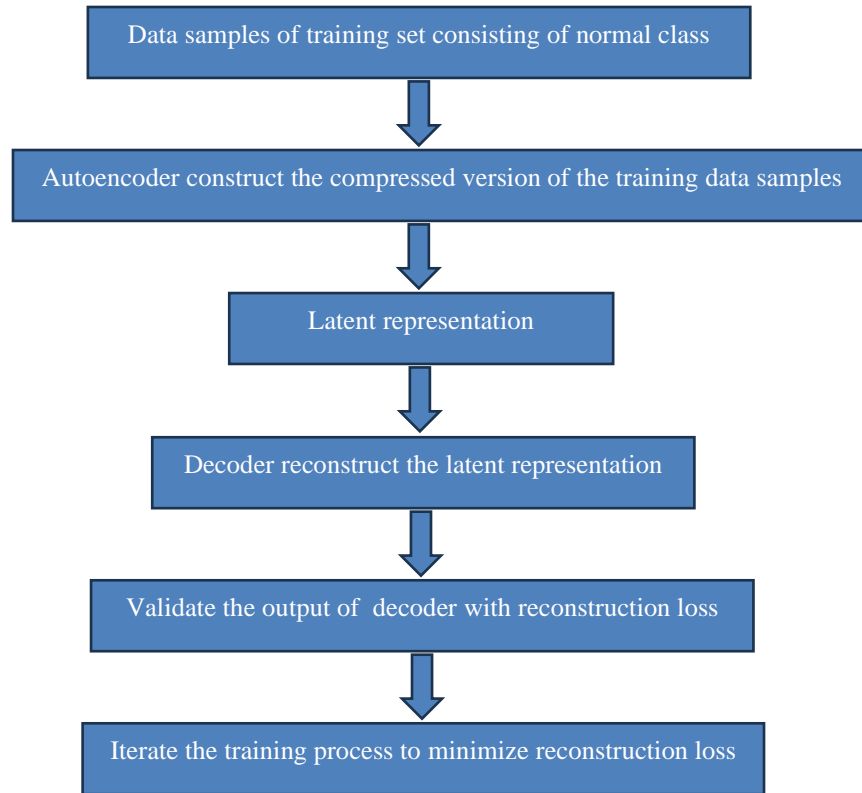 Data samples of training set consisting of normal class
Autoencoder construct the compressed version of the training data samples
Latent representation
Decoder reconstruct the latent representation
Validate the output of  decoder with reconstruction loss
Iterate the training process to minimize reconstruction loss